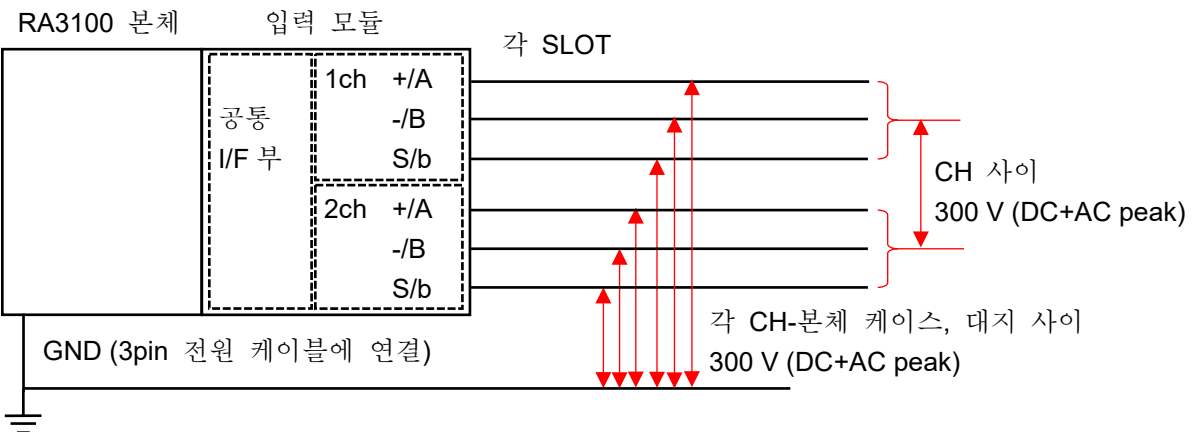 RA3100 본체
입력 모듈
각 SLOT
공통
I/F 부
1ch +/A
-/B
S/b
2ch +/A
-/B
S/b
CH 사이
300 V (DC+AC peak)
각 CH-본체 케이스, 대지 사이
300 V (DC+AC peak)
GND (3pin 전원 케이블에 연결)